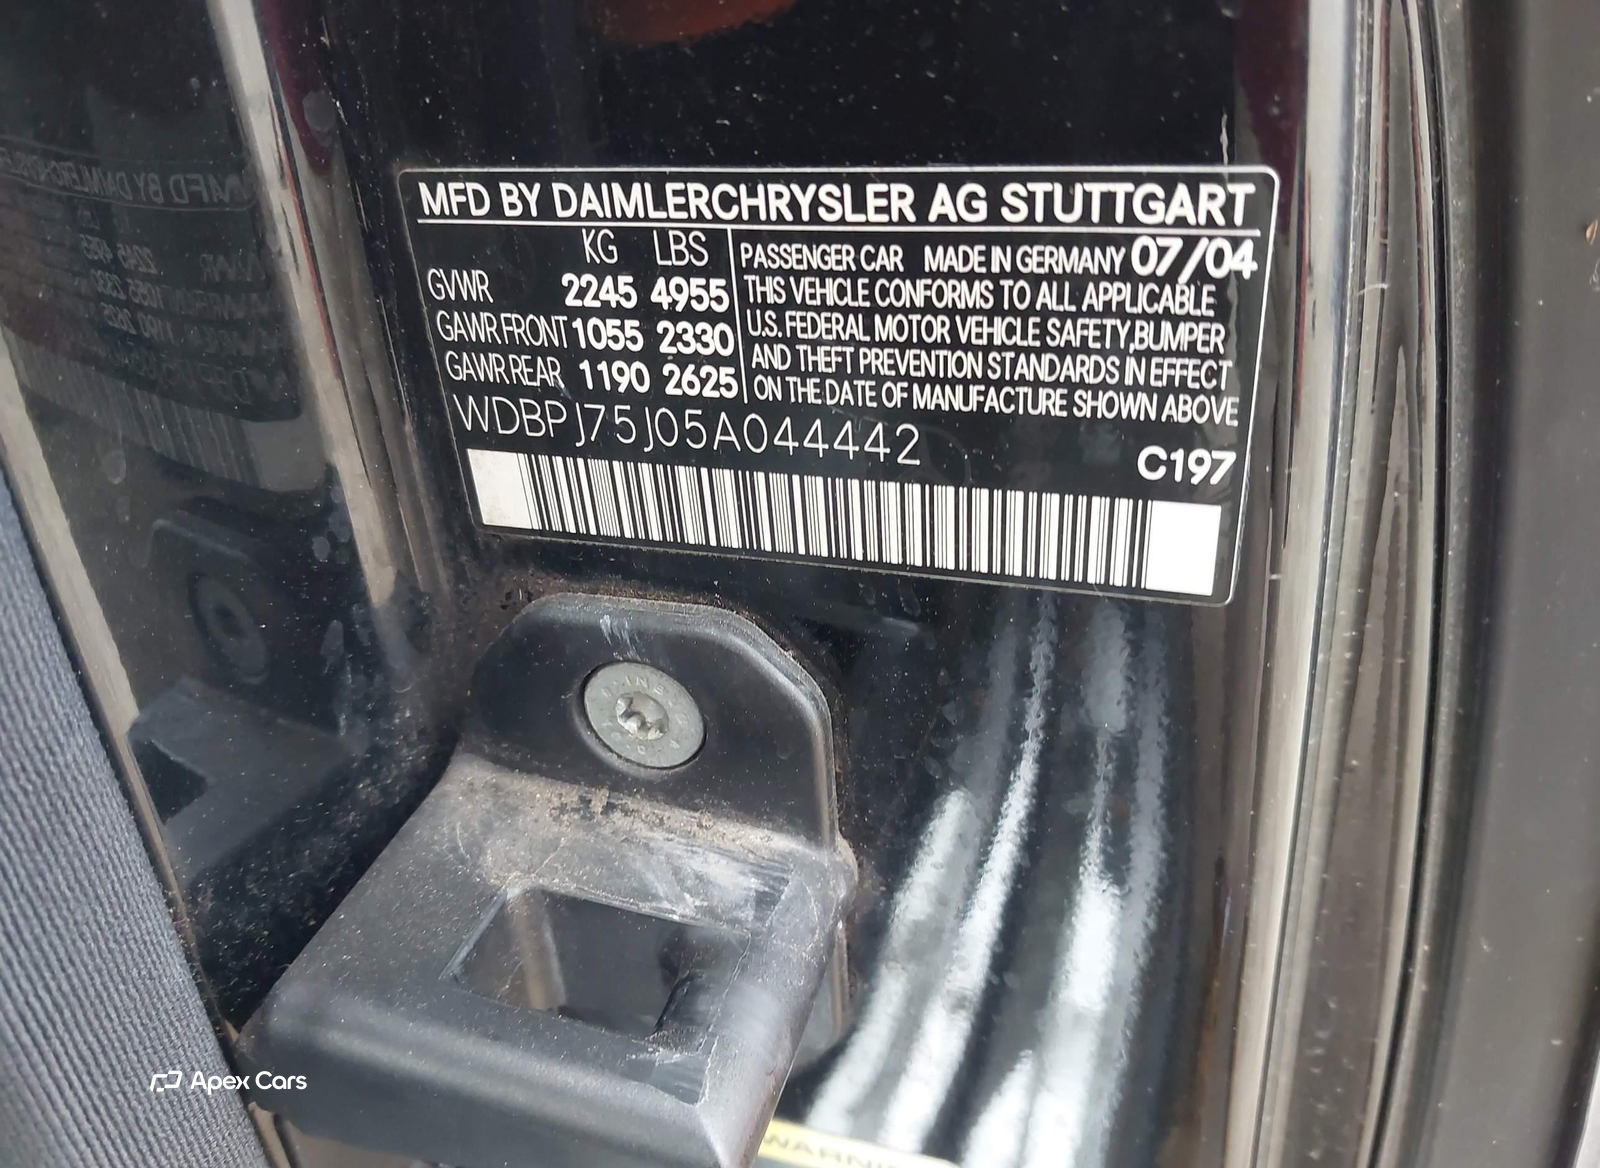 MFD BY DAIMLERCHRYSLER AG STUTTGART
KG LBS
GVWR 2245 4955
GAWR FRONT 1055 2330
GAWR REAR 1190 2625
PASSENGER CAR MADE IN GERMANY 07/04
THIS VEHICLE CONFORMS TO ALL APPLICABLE
U.S. FEDERAL MOTOR VEHICLE SAFETY,BUMPER
AND THEFT PREVENTION STANDARDS IN EFFECT
ON THE DATE OF MANUFACTURE SHOWN ABOVE
WDBPJ75J05A044442
C197
Apex Cars